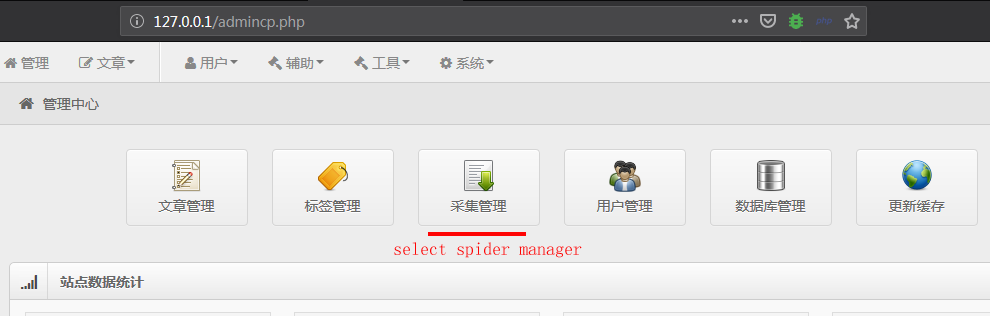 127.0.0.1/admincp.php
管理 文章 用户 辅助 工具 系统
管理中心
文章管理 标签管理 采集管理 用户管理 数据库管理 更新缓存
select spider manager
站点数据统计